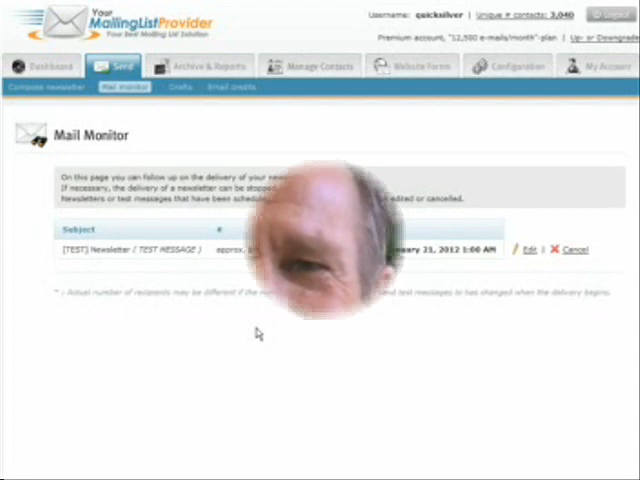 Your
MailingListProvider
Your Best Mailing List Solution
Username: quicksilver | Unique # contacts: 3,040
Logout
Premium account, "12,500 e-mails/month"-plan | Up- or Downgrade
Dashboard
Send
Archive & Reports
Manage Contacts
Website Forms
Configuration
My Account
Compose newsletter
Mail monitor
Drafts
Email credits
Mail Monitor
On this page you can follow up on the delivery of your
If necessary, the delivery of a newsletter can be stopped
Newsletters or test messages that have been edited or cancelled.
Subject
#
[TEST] Newsletter ( TEST MESSAGE )
approx. 21, 2012 1:00 AM
Edit | Cancel
* : Actual number of recipients may be different if the send test messages to has changed when the delivery begins.